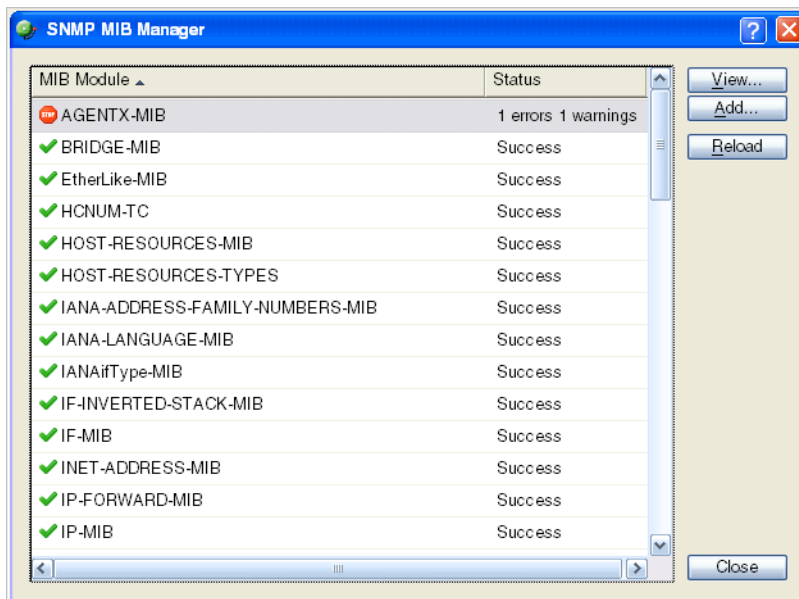 SNMP MIB Manager
MIB Module Status
AGENTX-MIB 1 errors 1 warnings
BRIDGE-MIB Success
EtherLike-MIB Success
HCNUM-TC Success
HOST-RESOURCES-MIB Success
HOST-RESOURCES-TYPES Success
IANA-ADDRESS-FAMILY-NUMBERS-MIB Success
IANA-LANGUAGE-MIB Success
IANAifType-MIB Success
IF-INVERTED-STACK-MIB Success
IF-MIB Success
INET-ADDRESS-MIB Success
IP-FORWARD-MIB Success
IP-MIB Success
View...
Add...
Reload
Close